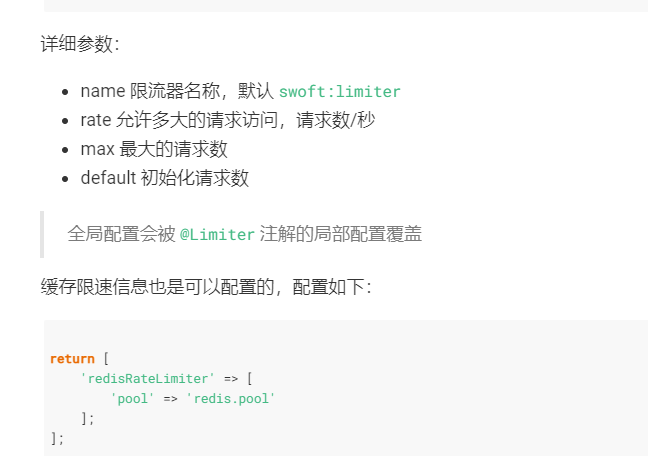 详细参数：
name 限流器名称，默认 swoft:limiter
rate 允许多大的请求访问，请求数/秒
max 最大的请求数
default 初始化请求数
全局配置会被 @Limiter 注解的局部配置覆盖
缓存限速信息也是可以配置的，配置如下：
return [
    'redisRateLimiter' => [
        'pool' => 'redis.pool'
    ];
];